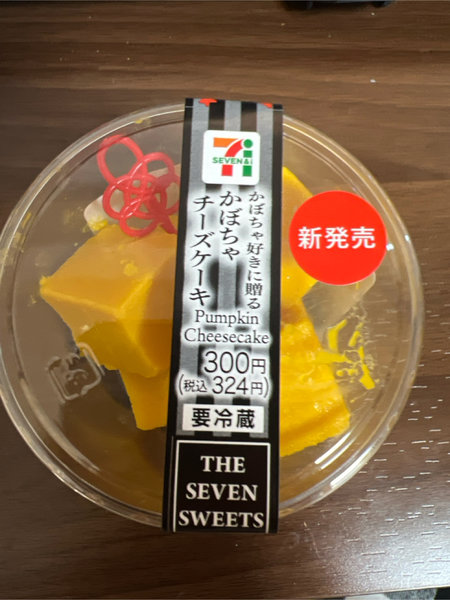 SEVEN&i
かぼちゃ好きに贈る
かぼちゃ
チーズケーキ
Pumpkin
Cheesecake
300円
(税込 324円)
要冷蔵
THE
SEVEN
SWEETS
新発売